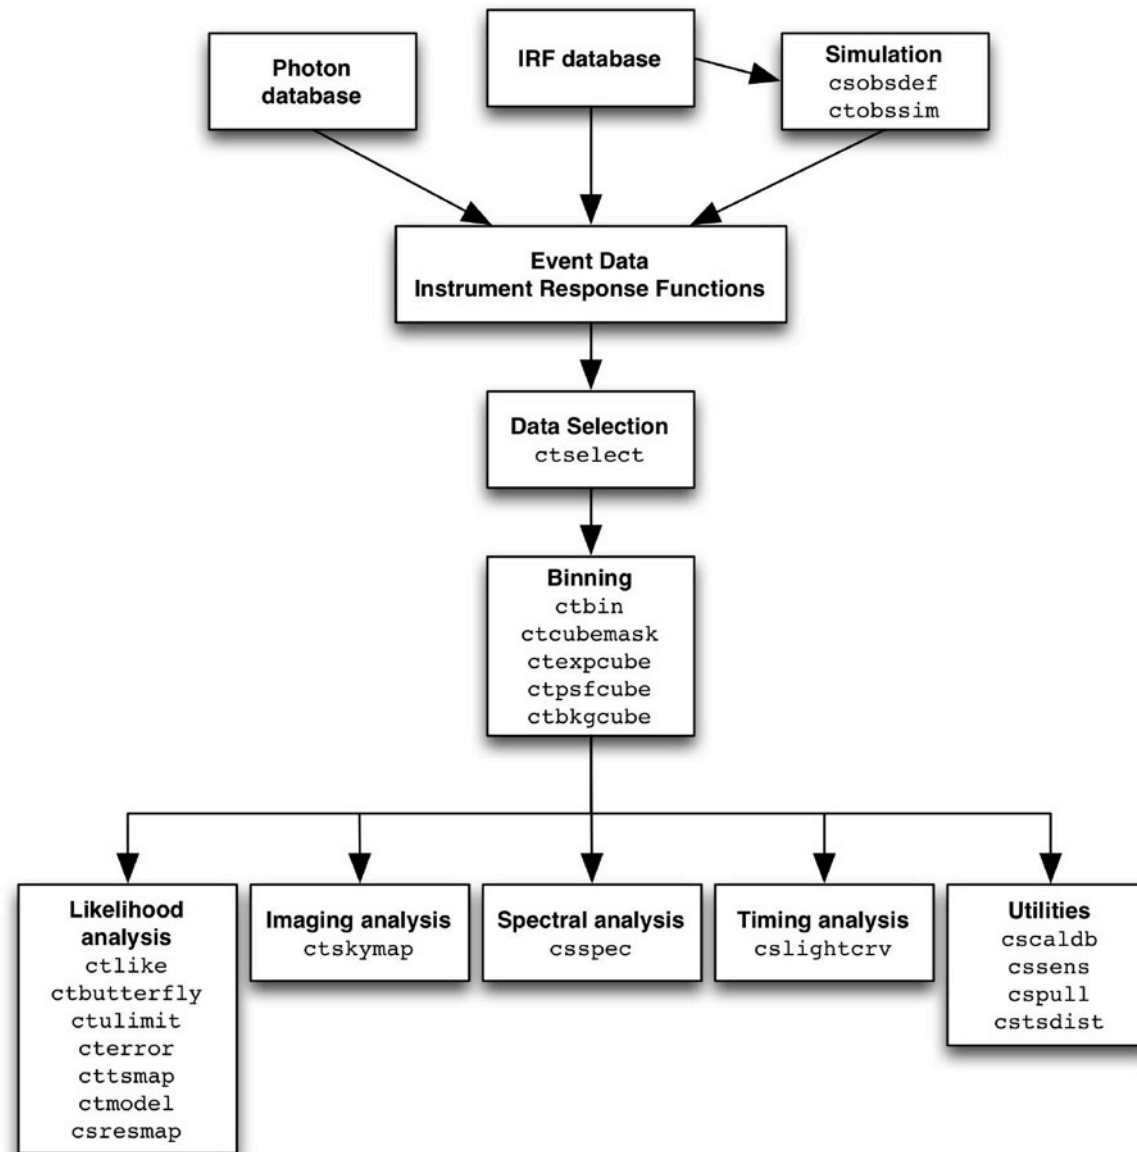 Photon
database
IRF database
Simulation
csobsdef
ctobssim
Event Data
Instrument Response Functions
Data Selection
ctselect
Binning
ctbin
ctcubemask
ctexpcube
ctpsfcube
ctbkgcube
Likelihood
analysis
ctlike
ctbutterfly
ctulimit
cterror
cttsmap
ctmodel
csresmap
Imaging analysis
ctskymap
Spectral analysis
csspec
Timing analysis
cslightcrv
Utilities
cscaldb
cssens
cspull
cstsdist